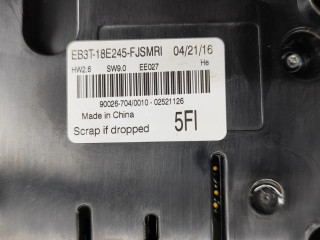 EB3T-18E245-FJSMRI 04/21/16
HW2.6 SW9.0 EE027 He
90026-704/0010 - 02521126
Made in China
Scrap if dropped 5FI